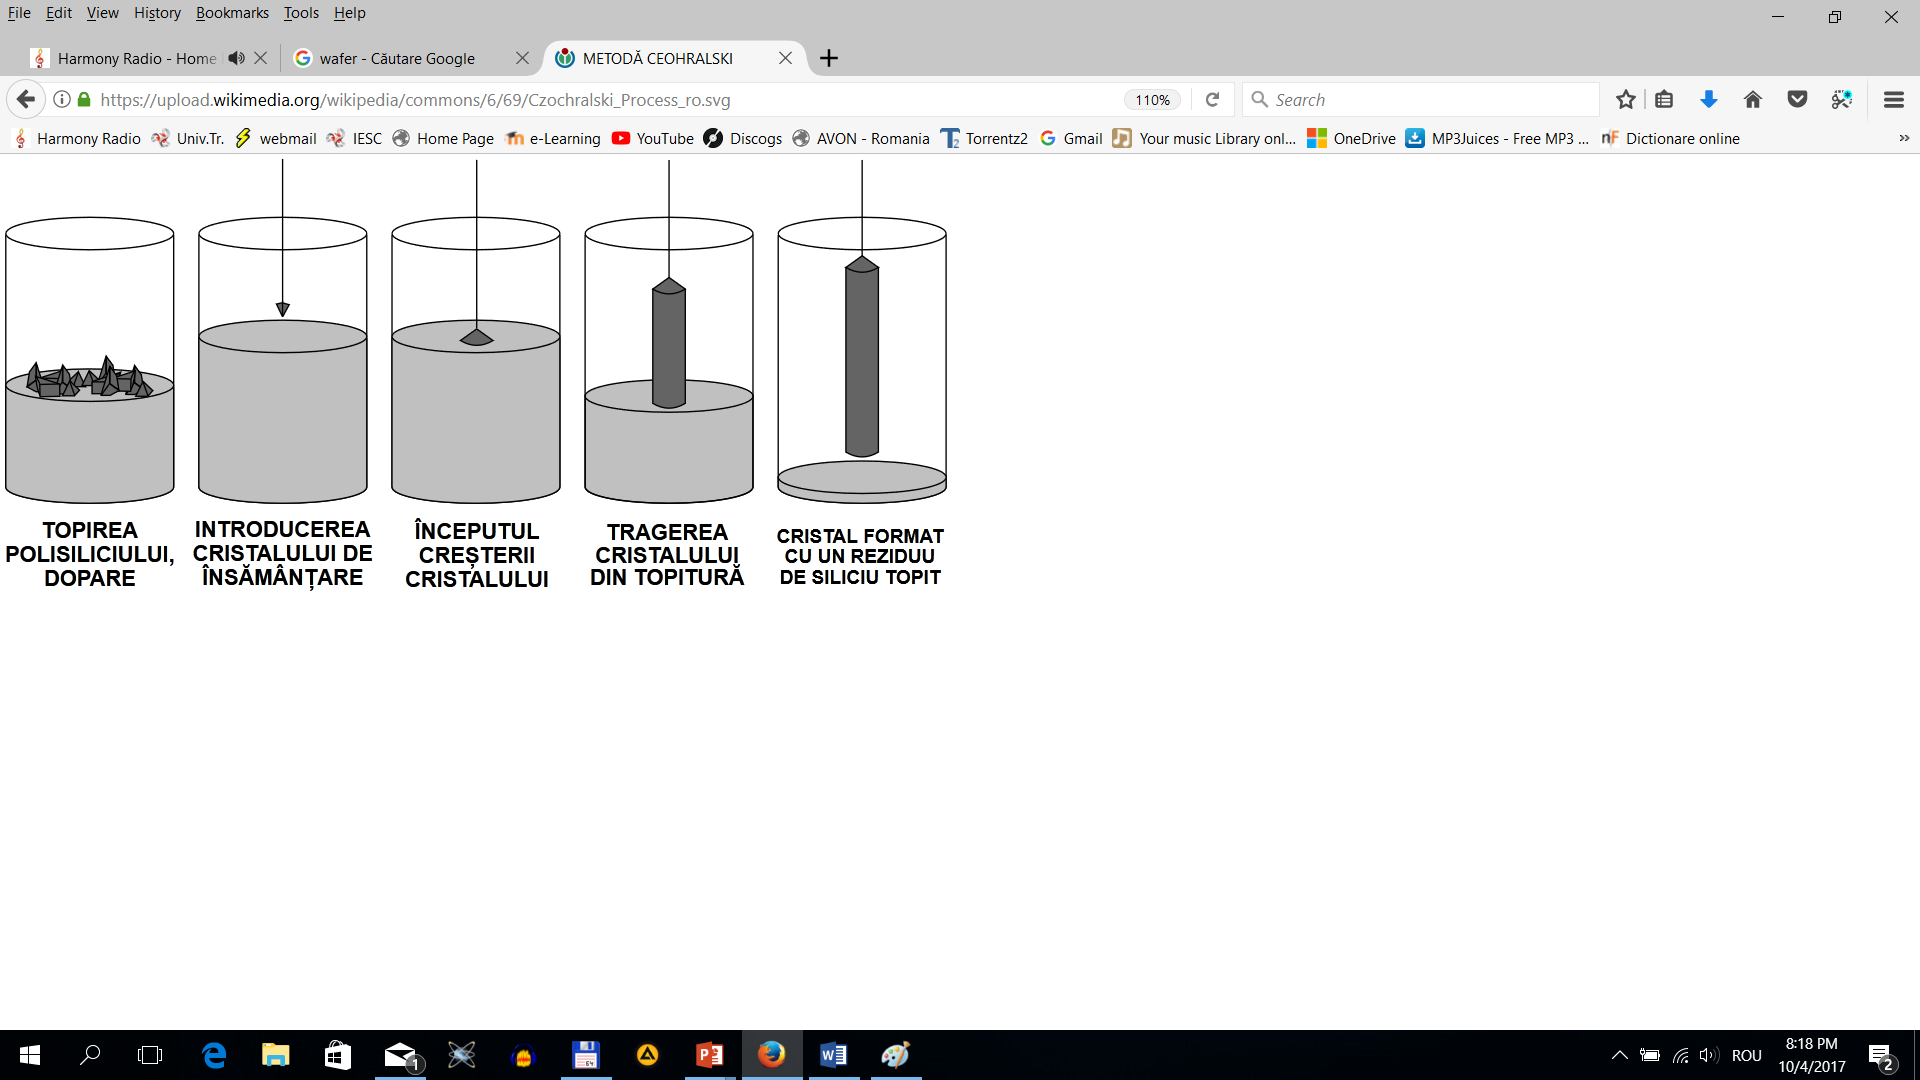 File Edit View History Bookmarks Tools Help
Harmony Radio - Home
wafer - Căutare Google
METODĂ CEOHRALSKI
https://upload.wikimedia.org/wikipedia/commons/6/69/Czochralski_Process_ro.svg
110%
Search
Harmony Radio Univ.Tr. webmail IESC Home Page e-Learning YouTube Discogs AVON - Romania Torrentz2 Gmail Your music Library onl... OneDrive MP3Juices - Free MP3 ... Dictionare online
TOPIREA
POLISILICIULUI,
DOPARE
INTRODUCEREA
CRISTALULUI DE
ÎNSĂMÂNȚARE
ÎNCEPUTUL
CREȘTERII
CRISTALULUI
TRAGEREA
CRISTALULUI
DIN TOPITURĂ
CRISTAL FORMAT
CU UN REZIDUU
DE SILICIU TOPIT
1
ROU
8:18 PM
10/4/2017
2